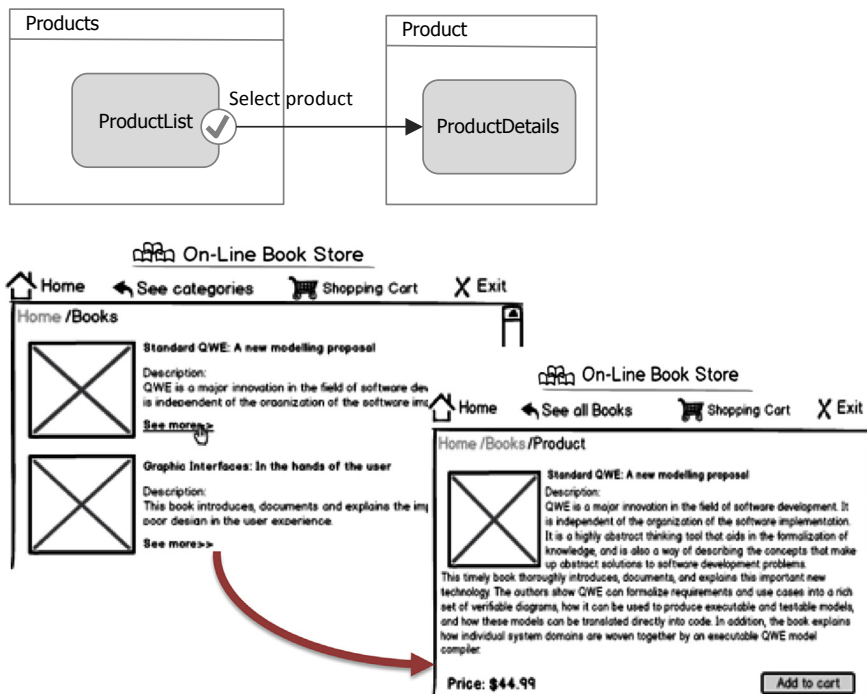 Products
Product
Select product
ProductList
ProductDetails
On-Line Book Store
Home See categories Shopping Cart X Exit
Home /Books
Standard QWE: A new modelling proposal
Description:
QWE is a major innovation in the field of software dev
is independent of the organization of the software imp
See more>>
Graphic Interfaces: In the hands of the user
Description:
This book introduces, documents and explains the imp
poor design in the user experience.
See more>>
On-Line Book Store
Home See all Books Shopping Cart X Exit
Home /Books/Product
Standard QWE: A new modelling proposal
Description:
QWE is a major innovation in the field of software development. It
is independent of the organization of the software implementation.
It is a highly abstract thinking tool that aids in the formalization of
knowledge, and is also a way of describing the concepts that make
up abstract solutions to software development problems.
This timely book thoroughly introduces, documents, and explains this important new
technology. The authors show QWE can formalize requirements and use cases into a rich
set of verifiable diagrams, how it can be used to produce executable and testable models,
and how these models can be translated directly into code. In addition, the book explains
how individual system domains are woven together by an executable QWE model
compiler.
Price: $44.99
Add to cart